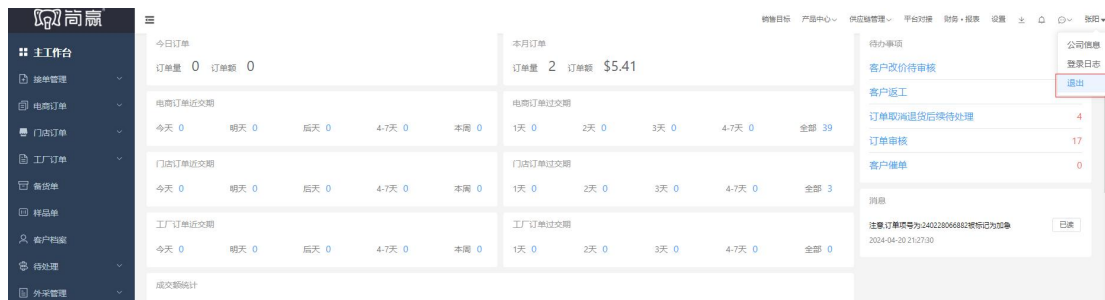 尚赢
销售目标 产品中心 供应链管理 平台对接 财务·报表 设置 张阳
公司信息
登录日志
退出
主工作台
接单管理
电商订单
门店订单
工厂订单
备货单
样品单
客户档案
待处理
外采管理
今日订单
订单量 0 订单额 0
本月订单
订单量 2 订单额 $5.41
电商订单近交期
今天 0 明天 0 后天 0 4-7天 0 本周 0
电商订单过交期
1天 0 2天 0 3天 0 4-7天 0 全部 39
门店订单近交期
今天 0 明天 0 后天 0 4-7天 0 本周 0
门店订单过交期
1天 0 2天 0 3天 0 4-7天 0 全部 3
工厂订单近交期
今天 0 明天 0 后天 0 4-7天 0 本周 0
工厂订单过交期
1天 0 2天 0 3天 0 4-7天 0 全部 0
成交额统计
待办事项
客户改价待审核
客户返工
订单取消退货后续待处理 4
订单审核 17
客户催单 0
消息
注意,订单项号为:240228066882被标记为加急 已读
2024-04-20 21:27:30